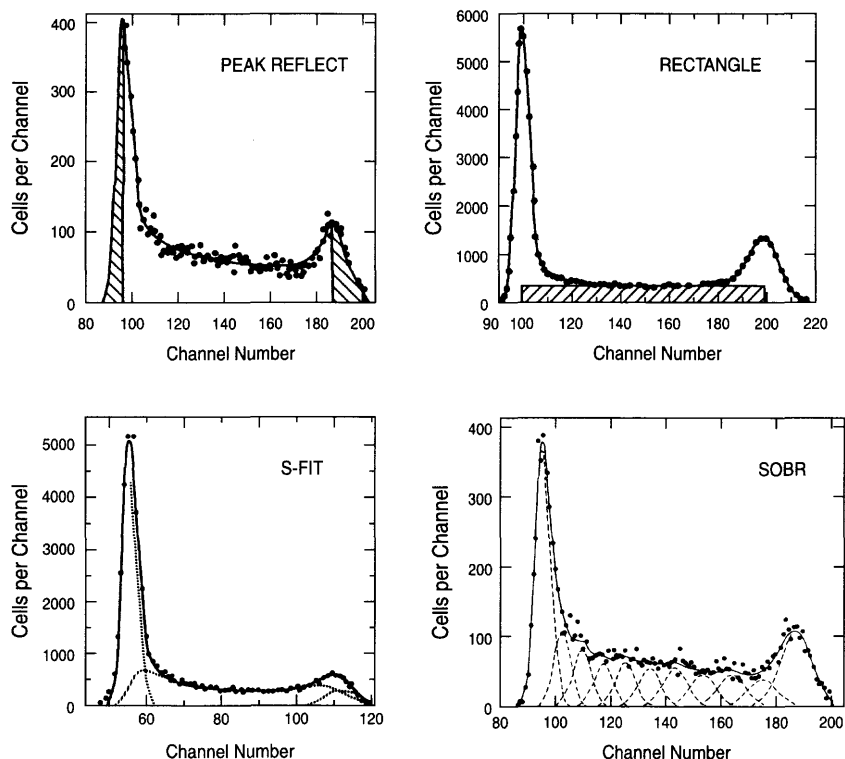 PEAK REFLECT
Cells per Channel
400
300
200
100
0
80 100 120 140 160 180 200
Channel Number
RECTANGLE
Cells per Channel
6000
5000
4000
3000
2000
1000
0
90 100 120 140 160 180 200 220
Channel Number
S-FIT
Cells per Channel
5000
4000
3000
2000
1000
0
60 80 100 120
Channel Number
SOBR
Cells per Channel
400
300
200
100
0
80 100 120 140 160 180 200
Channel Number